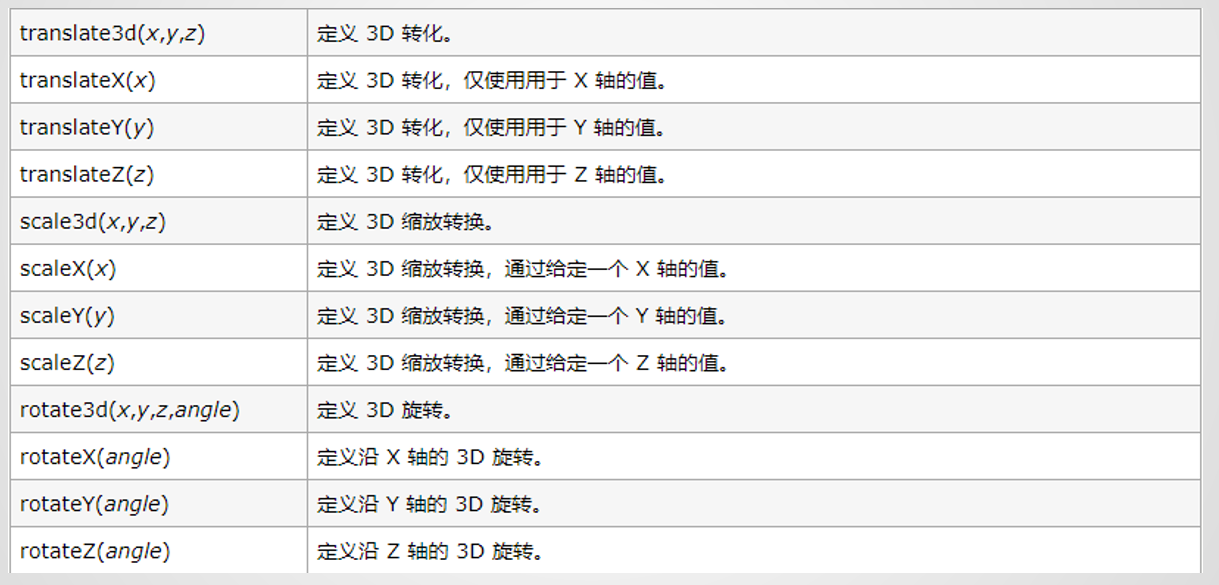 translate3d(x,y,z) 定义 3D 转化。
translateX(x) 定义 3D 转化，仅使用用于 X 轴的值。
translateY(y) 定义 3D 转化，仅使用用于 Y 轴的值。
translateZ(z) 定义 3D 转化，仅使用用于 Z 轴的值。
scale3d(x,y,z) 定义 3D 缩放转换。
scaleX(x) 定义 3D 缩放转换，通过给定一个 X 轴的值。
scaleY(y) 定义 3D 缩放转换，通过给定一个 Y 轴的值。
scaleZ(z) 定义 3D 缩放转换，通过给定一个 Z 轴的值。
rotate3d(x,y,z,angle) 定义 3D 旋转。
rotateX(angle) 定义沿 X 轴的 3D 旋转。
rotateY(angle) 定义沿 Y 轴的 3D 旋转。
rotateZ(angle) 定义沿 Z 轴的 3D 旋转。